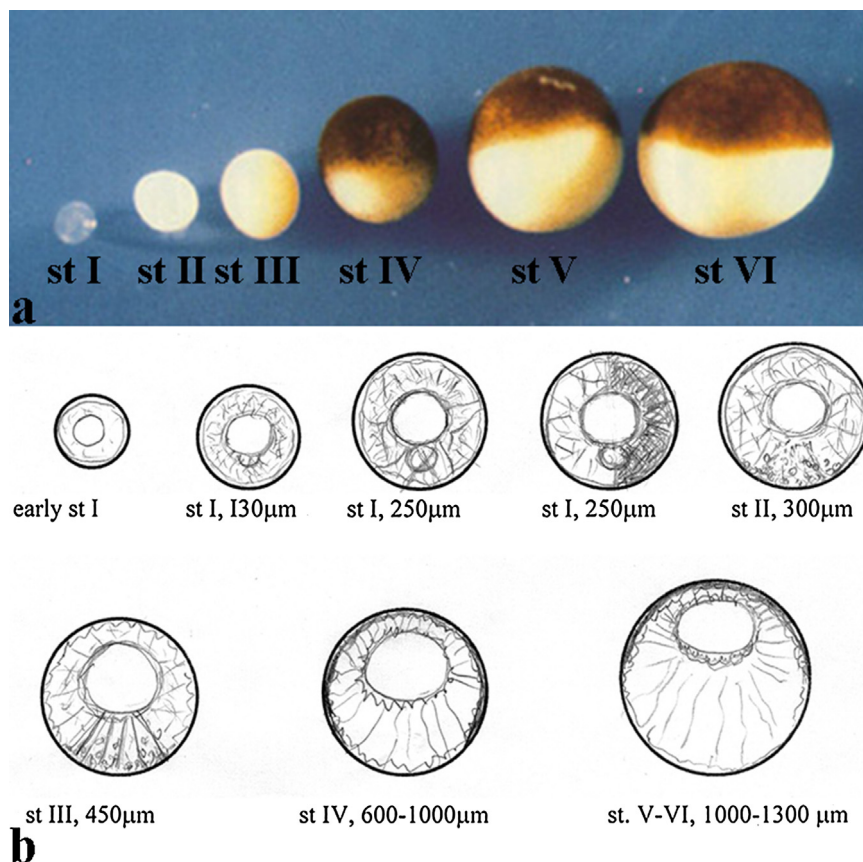 st I st II st III st IV st V st VI
a
early st I st I, I30μm st I, 250μm st I, 250μm st II, 300μm
st III, 450μm st IV, 600-1000μm st. V-VI, 1000-1300 μm
b